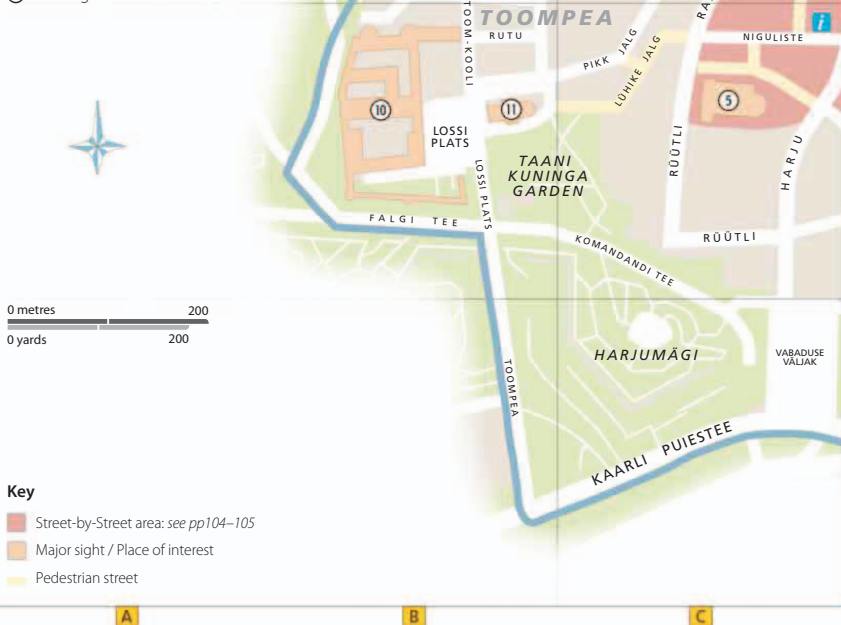 TOOMPEA
TOOM-KOOLI
RUTU
PIKK JALG
LÜHIKE JALG
NIGULISTE
i
10
11
5
LOSSI
PLATS
LOSSI PLATS
TAANI
KUNINGA
GARDEN
RÜÜTLI
HARJU
FALGI TEE
KOMANDANDI TEE
RÜÜTLI
0 metres 200
0 yards 200
HARJUMÄGI
VABADUSE
VÄLJAK
TOOMPEA
KAARLI PUIESTEE
Key
Street-by-Street area: see pp104–105
Major sight / Place of interest
Pedestrian street
A B C